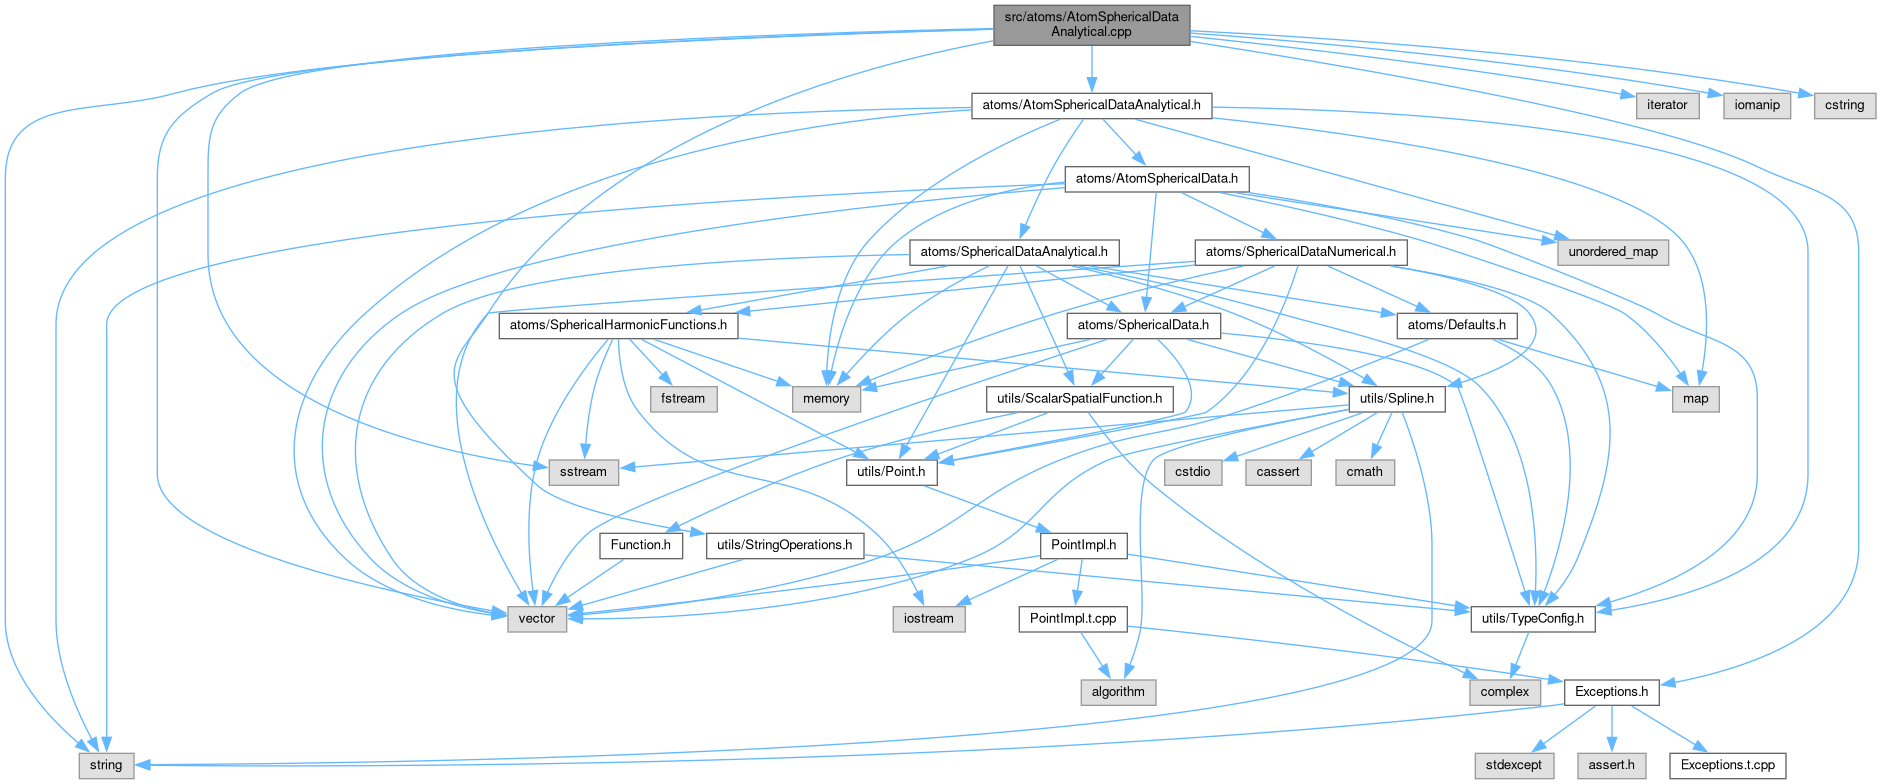 src/atoms/AtomSphericalData
Analytical.cpp
atoms/AtomSphericalDataAnalytical.h
iterator
iomanip
cstring
atoms/AtomSphericalData.h
atoms/SphericalDataAnalytical.h
atoms/SphericalDataNumerical.h
unordered_map
atoms/SphericalHarmonicFunctions.h
atoms/SphericalData.h
atoms/Defaults.h
fstream
memory
utils/ScalarSpatialFunction.h
utils/Spline.h
map
sstream
utils/Point.h
cstdio
cassert
cmath
Function.h
utils/StringOperations.h
PointImpl.h
vector
iostream
PointImpl.t.cpp
utils/TypeConfig.h
algorithm
complex
Exceptions.h
string
stdexcept
assert.h
Exceptions.t.cpp